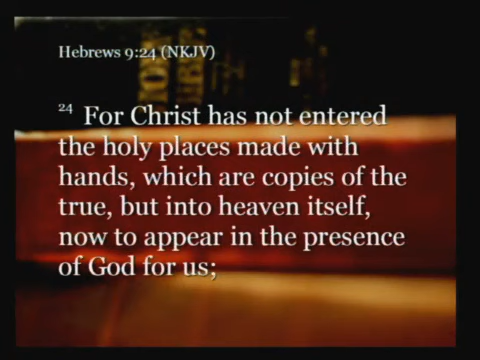 Hebrews 9:24 (NKJV)
24 For Christ has not entered
the holy places made with
hands, which are copies of the
true, but into heaven itself,
now to appear in the presence
of God for us;